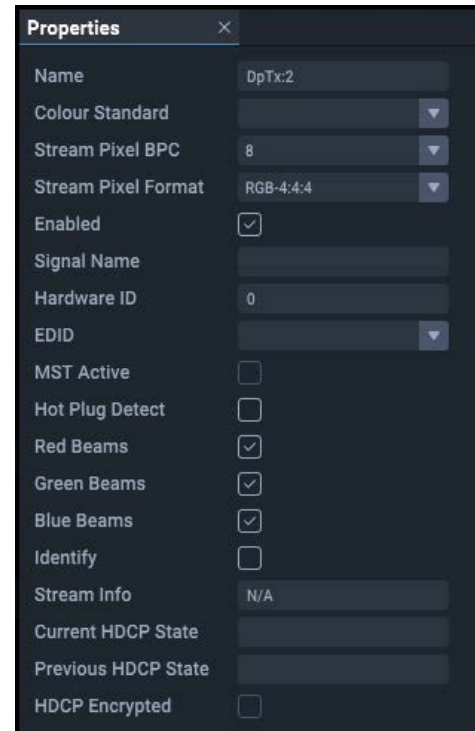 Properties
Name DpTx:2
Colour Standard
Stream Pixel BPC 8
Stream Pixel Format RGB-4:4:4
Enabled
Signal Name
Hardware ID 0
EDID
MST Active
Hot Plug Detect
Red Beams
Green Beams
Blue Beams
Identify
Stream Info N/A
Current HDCP State
Previous HDCP State
HDCP Encrypted